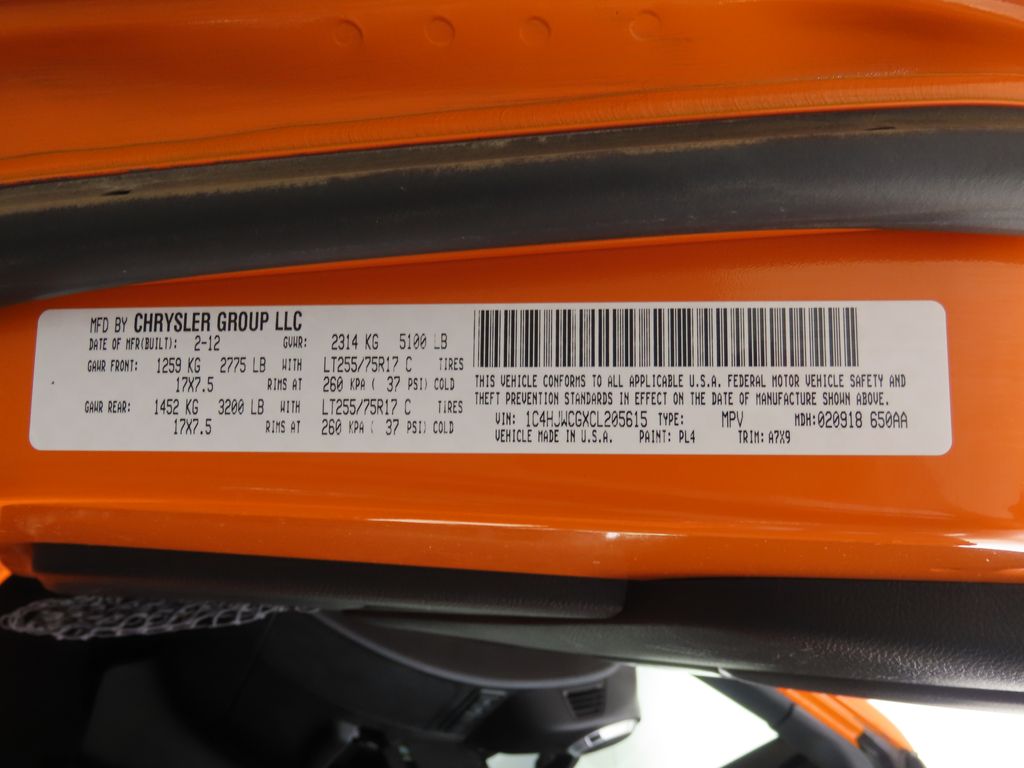 MFD BY CHRYSLER GROUP LLC
DATE OF MFR(BUILT): 2-12 GVWR: 2314 KG 5100 LB
GAWR FRONT: 1259 KG 2775 LB WITH LT255/75R17 C TIRES
17X7.5 RIMS AT 260 KPA ( 37 PSI) COLD
GAWR REAR: 1452 KG 3200 LB WITH LT255/75R17 C TIRES
17X7.5 RIMS AT 260 KPA ( 37 PSI) COLD
THIS VEHICLE CONFORMS TO ALL APPLICABLE U.S.A. FEDERAL MOTOR VEHICLE SAFETY AND
THEFT PREVENTION STANDARDS IN EFFECT ON THE DATE OF MANUFACTURE SHOWN ABOVE.
VIN: 1C4HJWCGXCL205615 TYPE: MPV MDH:020918 650AA
VEHICLE MADE IN U.S.A. PAINT: PL4 TRIM: A7X9